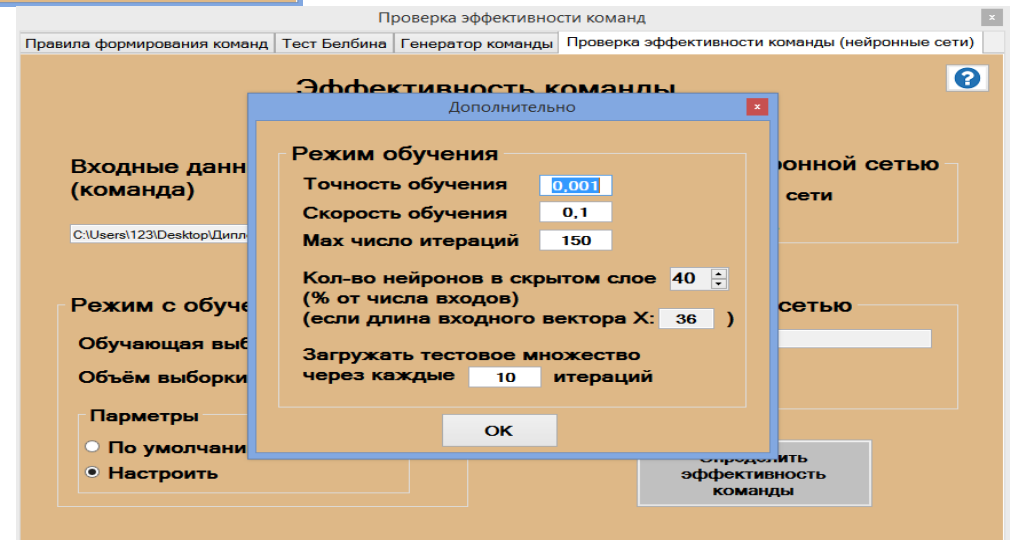 Проверка эффективности команд
x
Правила формирования команд
Тест Белбина
Генератор команды
Проверка эффективности команды (нейронные сети)
Эффективность команды
?
Входные данн
(команда)
C:\Users\123\Desktop\Дипл
Режим с обуче
Обучающая выб
Объём выборки
Парметры
По умолчани
Настроить
Дополнительно
x
Режим обучения
Точность обучения 0,001
Скорость обучения 0,1
Мах число итераций 150
Кол-во нейронов в скрытом слое 40
(% от числа входов)
(если длина входного вектора X: 36 )
Загружать тестовое множество
через каждые 10 итераций
ОК
ронной сетью
сети
сетью
Определить
эффективность
команды